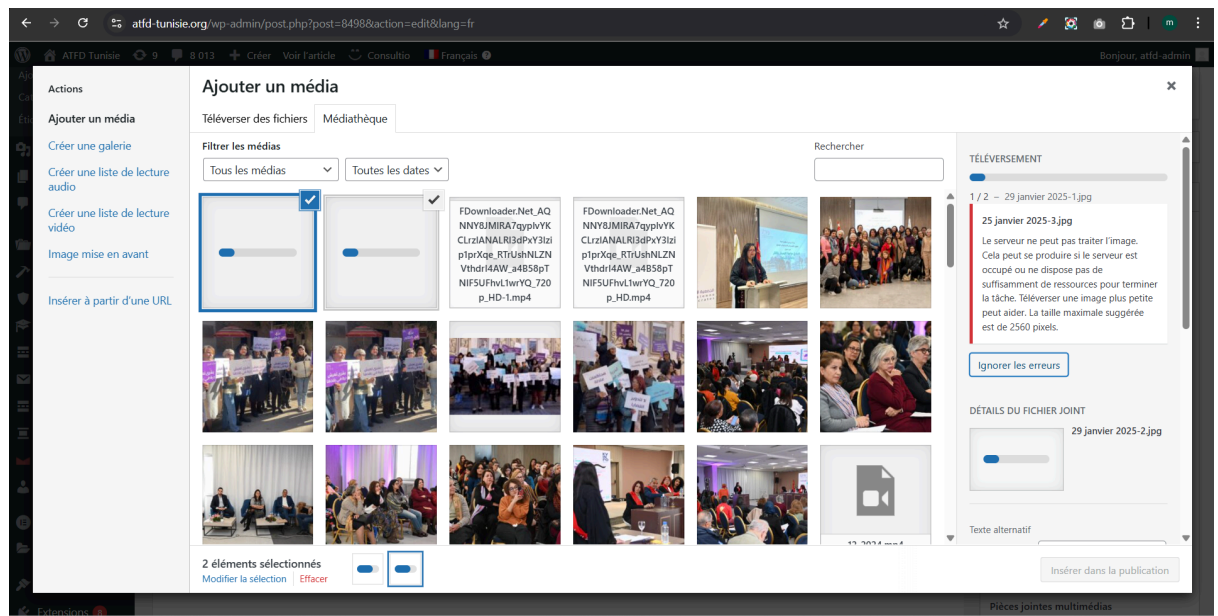 atfd-tunisie.org/wp-admin/post.php?post=8498&action=edit&lang=fr
m
ATFD Tunisie 9 8 013 Créer Voir l'article Consultio Français
Bonjour, atfd-admin
Actions
Ajouter un média
Créer une galerie
Créer une liste de lecture
audio
Créer une liste de lecture
vidéo
Image mise en avant
Insérer à partir d'une URL
Ajouter un média
Téléverser des fichiers Médiathèque
Filtrer les médias
Rechercher
Tous les médias Toutes les dates
FDownloader.Net_AQ
NNY8JMIRA7qyplvYK
CLrzlANALRI3dPxY3Izi
p1prXqe_RTrUshNLZN
Vthdrl4AW_a4B58pT
NIF5UFhvL1wrYQ_720
p_HD-1.mp4
FDownloader.Net_AQ
NNY8JMIRA7qyplvYK
CLrzlANALRI3dPxY3Izi
p1prXqe_RTrUshNLZN
Vthdrl4AW_a4B58pT
NIF5UFhvL1wrYQ_720
p_HD.mp4
12-2024.mp4
TÉLÉVERSEMENT
1 / 2 – 29 janvier 2025-1.jpg
25 janvier 2025-3.jpg
Le serveur ne peut pas traiter l'image.
Cela peut se produire si le serveur est
occupé ou ne dispose pas de
suffisamment de ressources pour terminer
la tâche. Téléverser une image plus petite
peut aider. La taille maximale suggérée
est de 2560 pixels.
Ignorer les erreurs
DÉTAILS DU FICHIER JOINT
29 janvier 2025-2.jpg
Texte alternatif
2 éléments sélectionnés
Modifier la sélection Effacer
Insérer dans la publication
Extensions 8
Pièces jointes multimédias